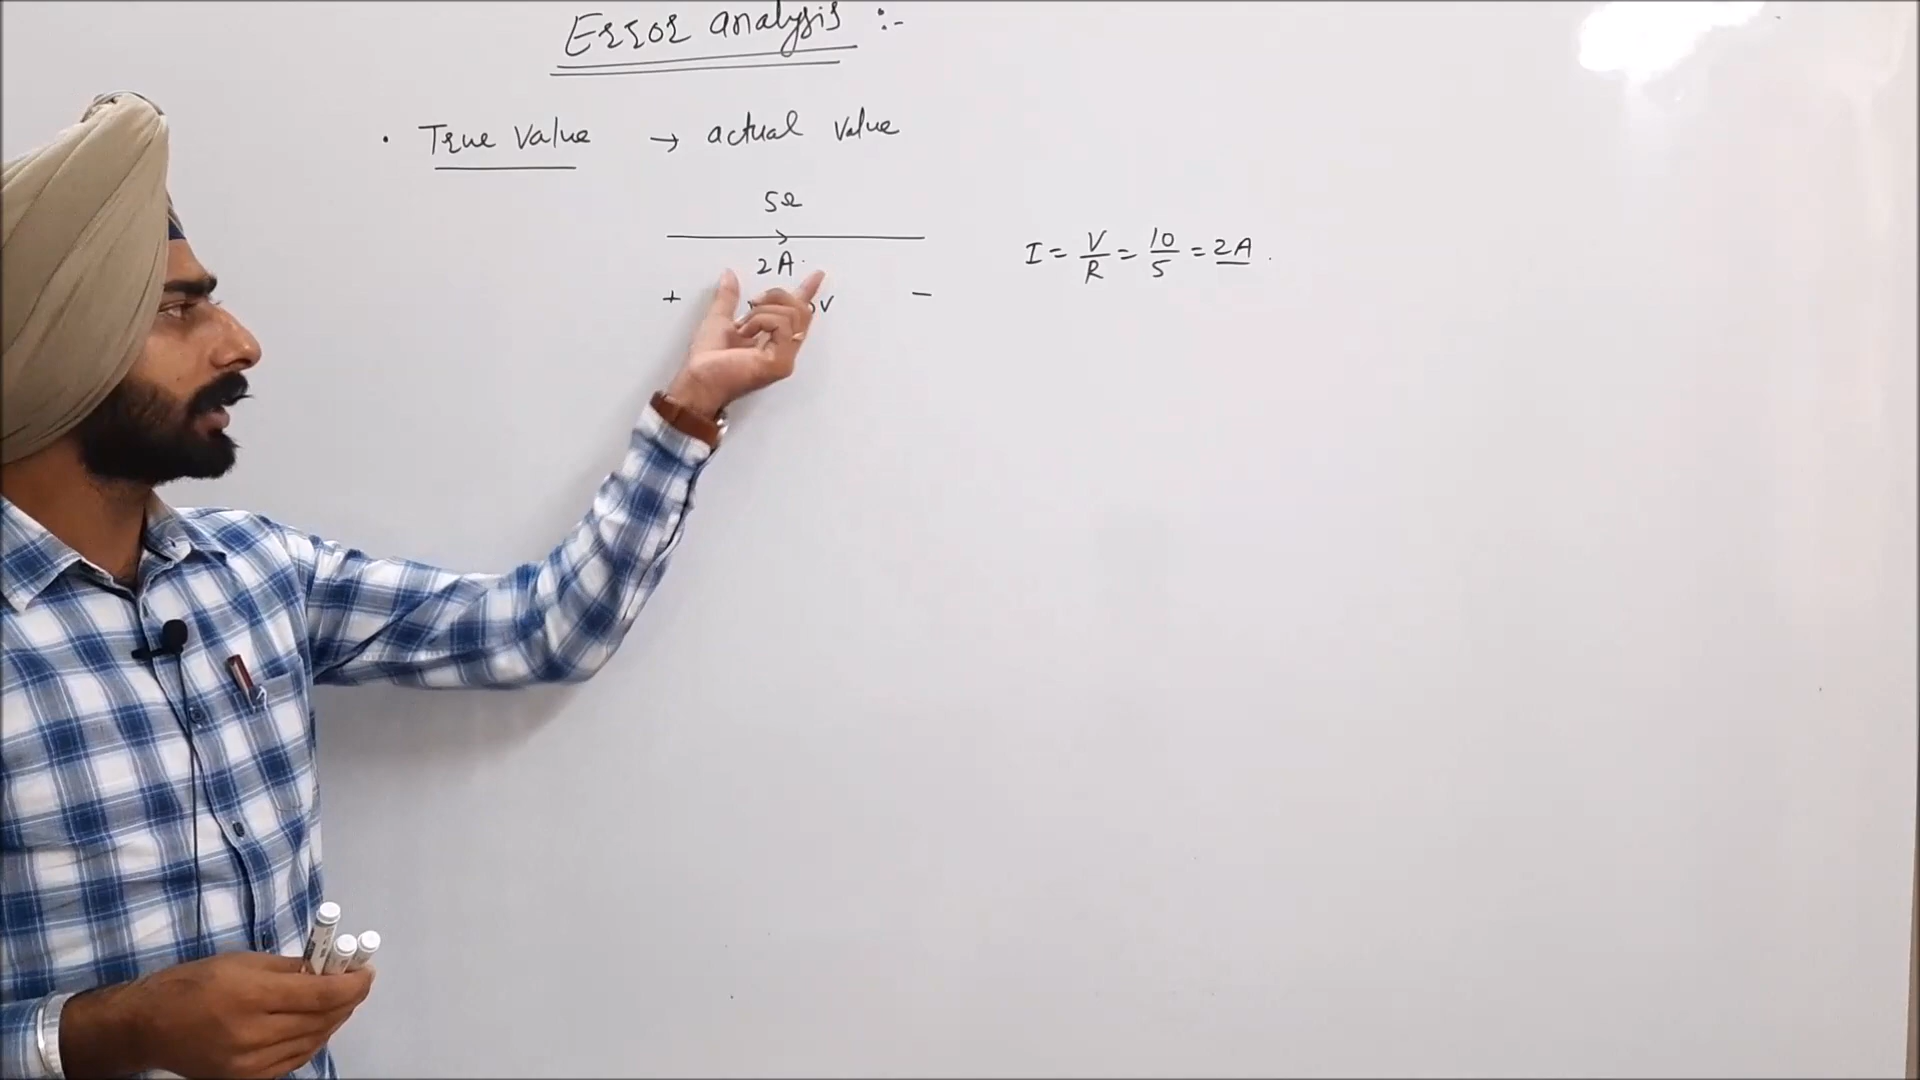 Error analysis :-
. True Value → actual value
5Ω
2A.
+ V −
I = V/R = 10/5 = 2A .